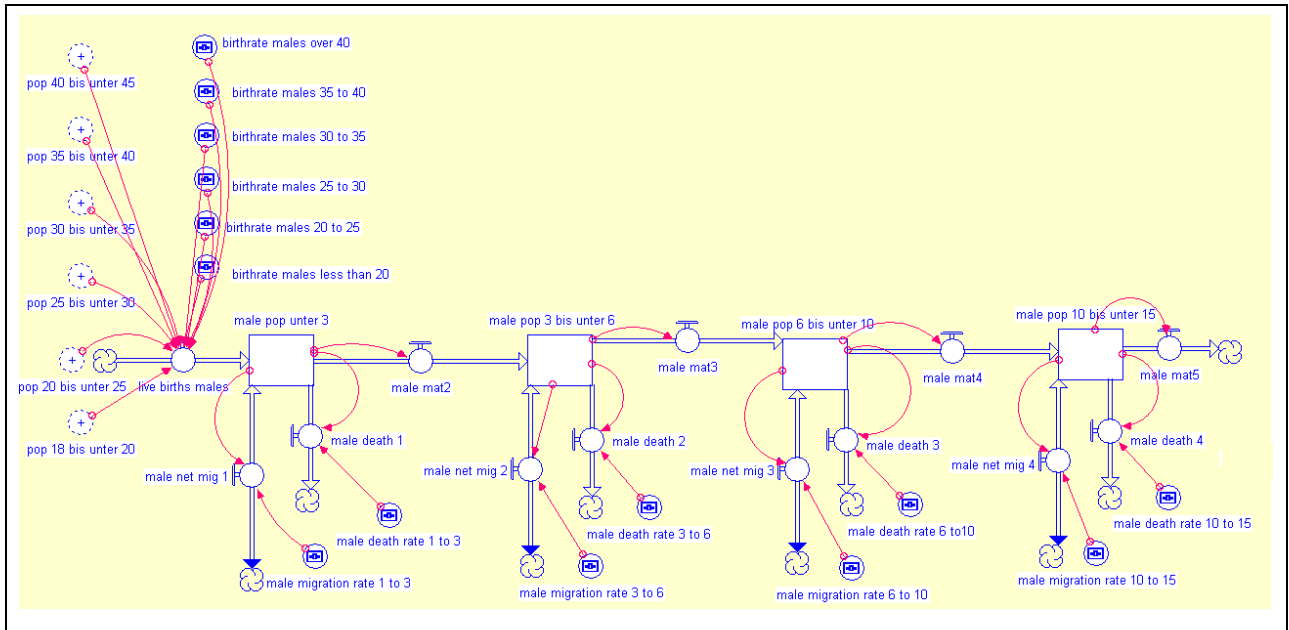 birthrate males over 40
pop 40 bis unter 45
birthrate males 35 to 40
birthrate males 30 to 35
pop 35 bis unter 40
birthrate males 25 to 30
pop 30 bis unter 35
birthrate males 20 to 25
birthrate males less than 20
pop 25 bis unter 30
male pop unter 3
male pop 3 bis unter 6
male pop 6 bis unter 10
male pop 10 bis unter 15
pop 20 bis unter 25
live births males
male mat2
male mat3
male mat4
male mat5
pop 18 bis unter 20
male death 1
male death 2
male death 3
male death 4
male net mig 1
male net mig 2
male net mig 3
male net mig 4
male death rate 1 to 3
male death rate 3 to 6
male death rate 6 to10
male death rate 10 to 15
male migration rate 1 to 3
male migration rate 3 to 6
male migration rate 6 to 10
male migration rate 10 to 15